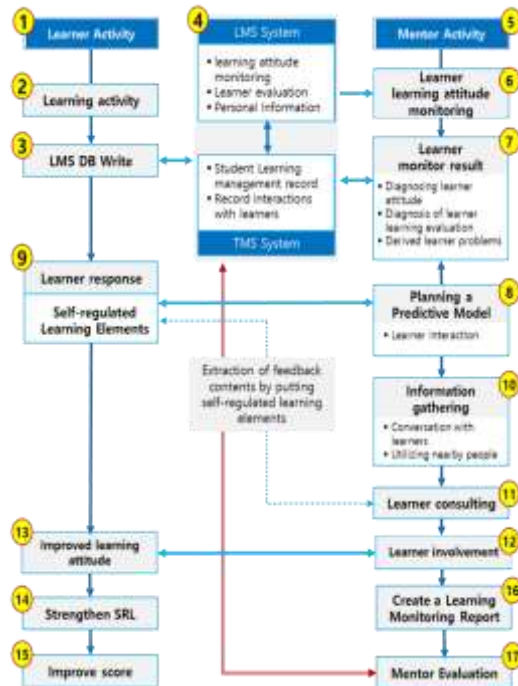 1
Learner Activity
2
Learning activity
3
LMS DB Write
4
LMS System
• learning attitude
monitoring
• Learner evaluation
• Personal Information
• Student Learning
management record
• Record interactions
with learners
TMS System
5
Mentor Activity
6
Learner
learning attitude
monitoring
7
Learner
monitor result
• Diagnosing learner
attitude
• Diagnosis of learner
learning evaluation
• Derived learner problems
8
Planning a
Predictive Model
• Learner interaction
9
Learner response
Self-regulated
Learning Elements
Extraction of feedback
contents by putting
self-regulated learning
elements
10
Information
gathering
• Conversation with
learners
• Utilizing nearby people
11
Learner consulting
12
Learner involvement
13
Improved learning
attitude
14
Strengthen SRL
15
Improve score
16
Create a Learning
Monitoring Report
17
Mentor Evaluation